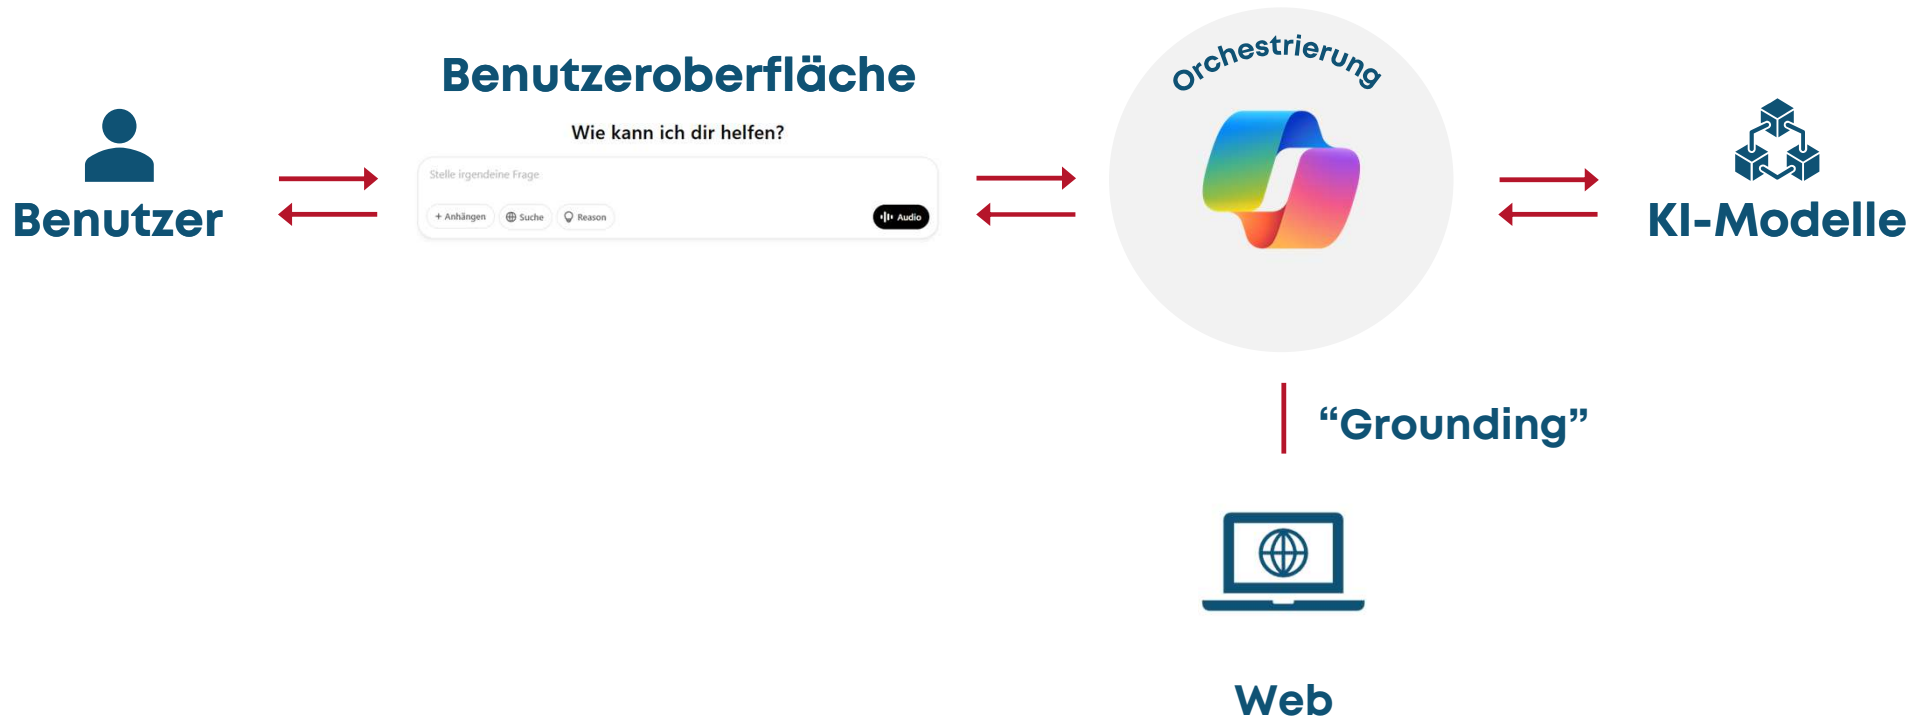 Benutzer
Benutzeroberfläche
Wie kann ich dir helfen?
Stelle irgendeine Frage
+ Anhängen Suche Reason Audio
Orchestrierung
KI-Modelle
“Grounding”
Web